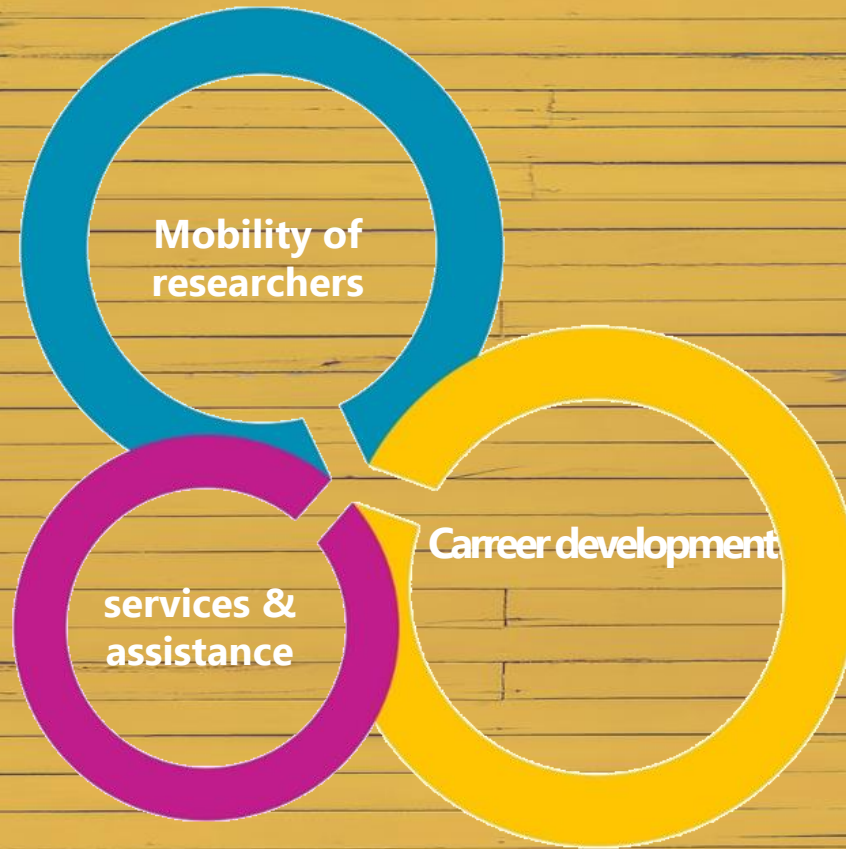 Mobility of
researchers
Carreer development
services &
assistance